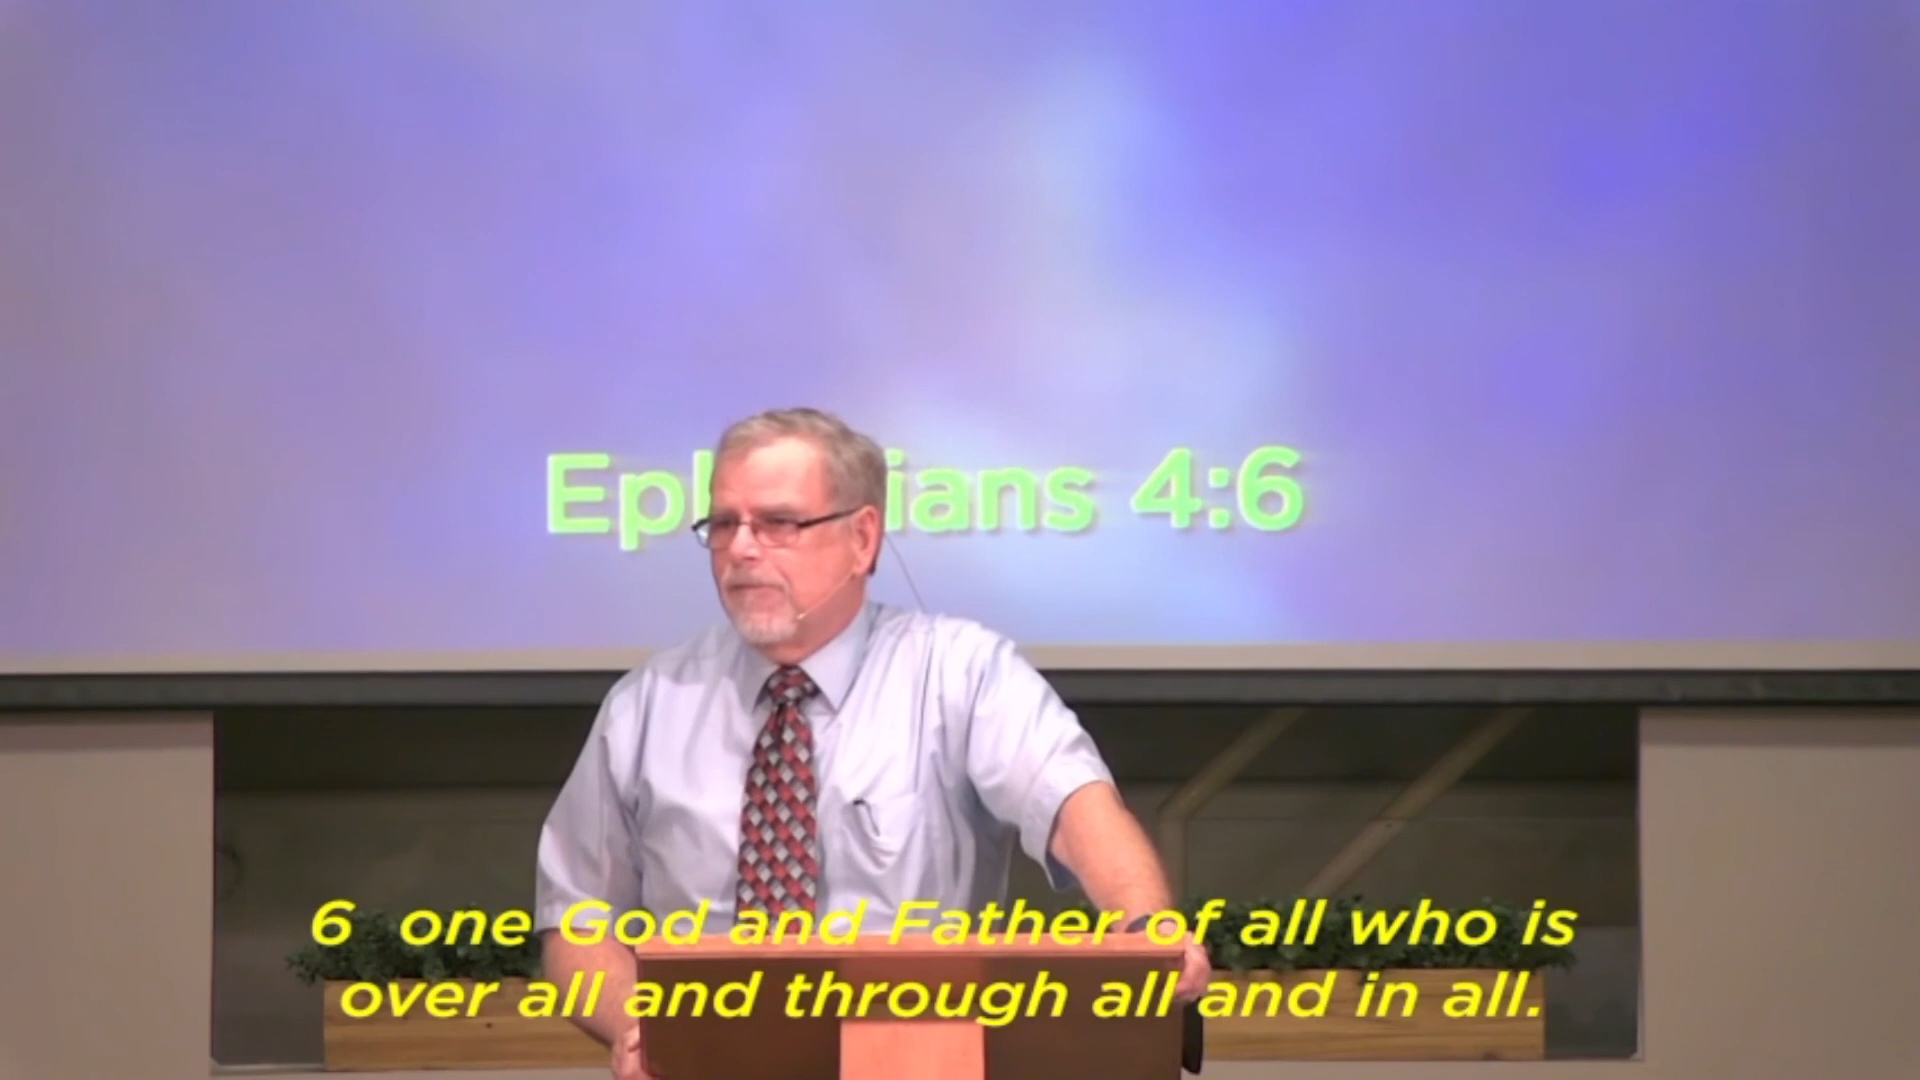 Eph ians 4:6
6 one God and Father of all who is
over all and through all and in all.